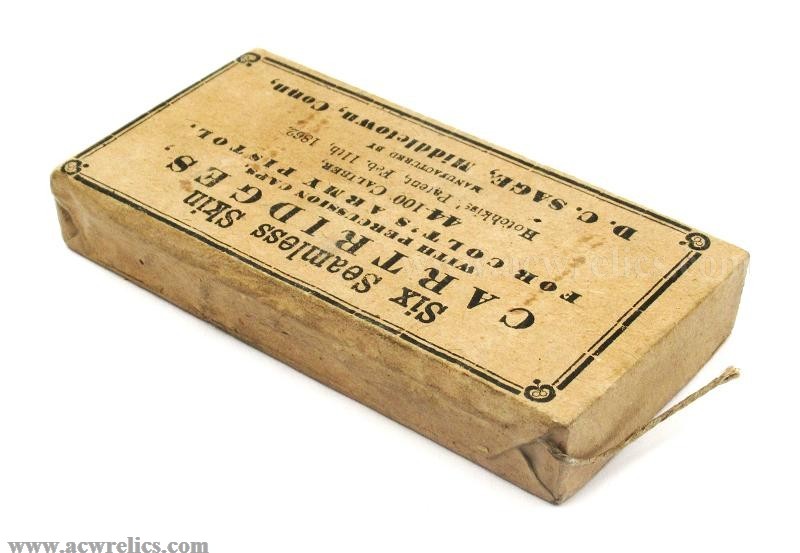 Six Seamless Skin
CARTRIDGES,
WITH PERCUSSION CAPS,
FOR COLT'S ARMY PISTOL,
44-100 CALIBER,
Hotchkiss' Patent, Feb. 11th, 1862,
MANUFACTURED BY
D. C. SAGE, Middletown, Conn,
www.acwrelics.com